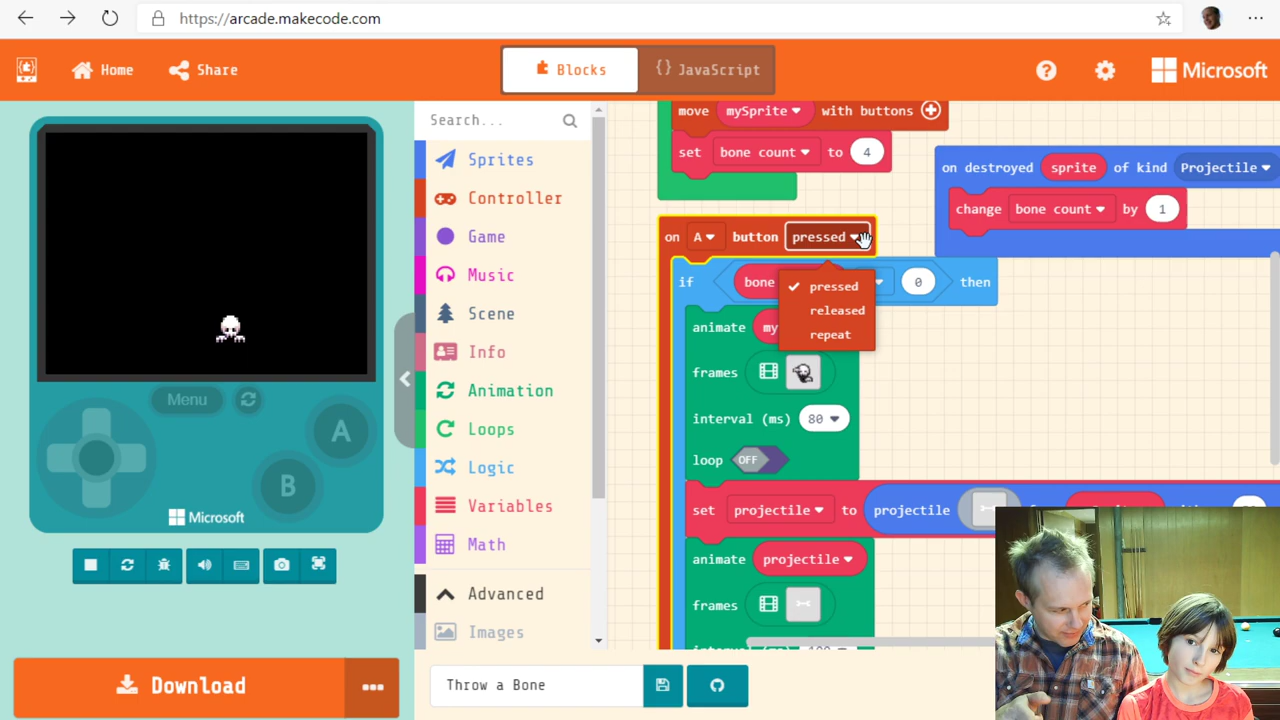 https://arcade.makecode.com
Home
Share
Blocks
{} JavaScript
Microsoft
Menu
A
B
Microsoft
Download
Search...
Sprites
Controller
Game
Music
Scene
Info
Animation
Loops
Logic
Variables
Math
Advanced
Images
Throw a Bone
move mySprite with buttons
set bone count to 4
on destroyed sprite of kind Projectile
change bone count by 1
on A button pressed
if bone 0 then
pressed
released
repeat
animate my
frames
interval (ms) 80
loop OFF
set projectile to projectile
animate projectile
frames